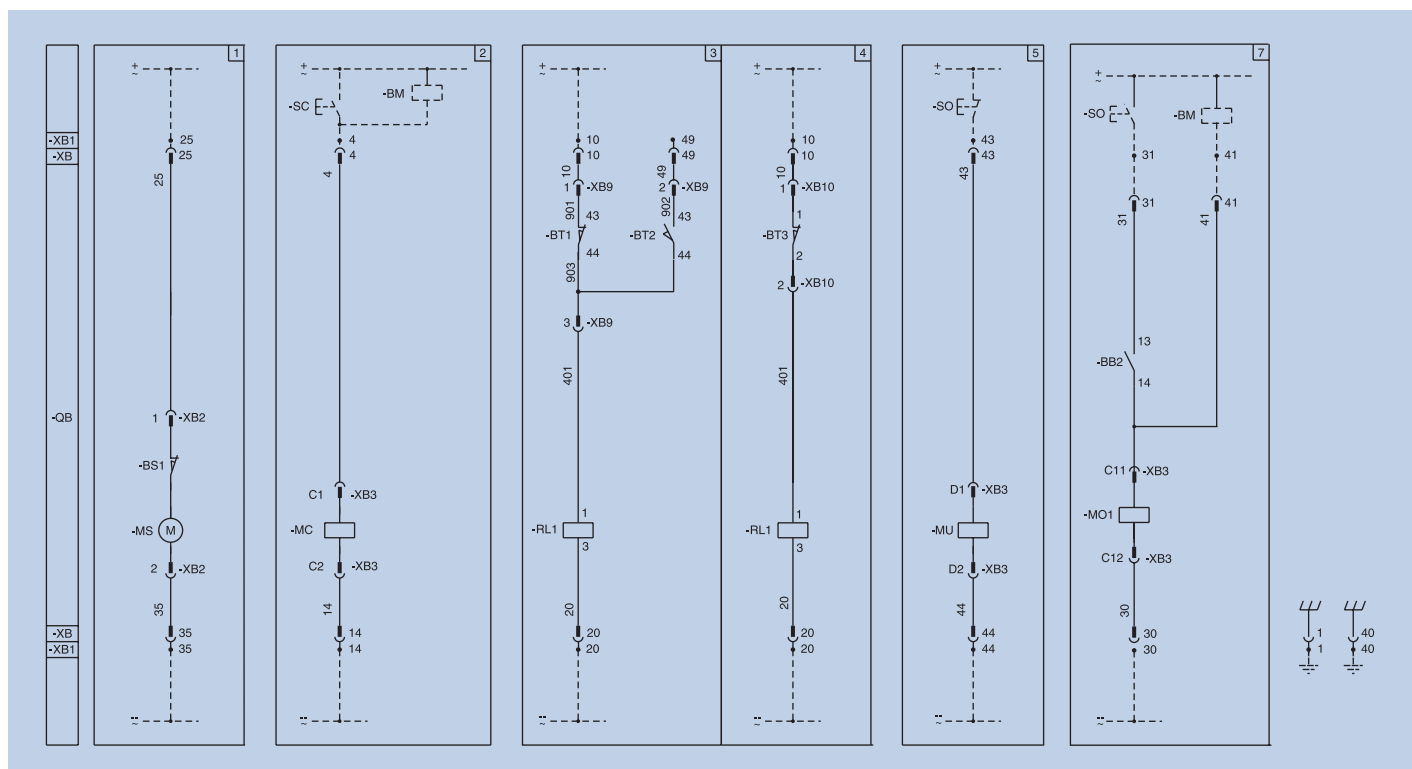 1
2
3
4
5
7
+
~
+
~
+
~
+
~
+
~
+
~
-SC
-BM
-SO
-SO
-BM
-XB1
25
4
10
49
10
43
-XB
25
4
10
49
10
43
31
41
25
4
10
49
10
43
1
-XB9
2
-XB9
1
-XB10
31
41
901
43
902
43
1
31
41
-BT1
-BT2
-BT3
44
44
2
903
2
-XB10
3
-XB9
13
-BB2
14
401
401
-QB
1
-XB2
-BS1
C11
-XB3
C1
-XB3
D1
-XB3
-MS
M
-MC
1
-RL1
3
1
-RL1
3
-MU
-MO1
2
-XB2
C2
-XB3
D2
-XB3
C12
-XB3
35
14
20
20
44
30
-XB
35
14
20
20
44
30
1
40
-XB1
35
14
20
20
44
30
1
40
--
~
--
~
--
~
--
~
--
~
--
~